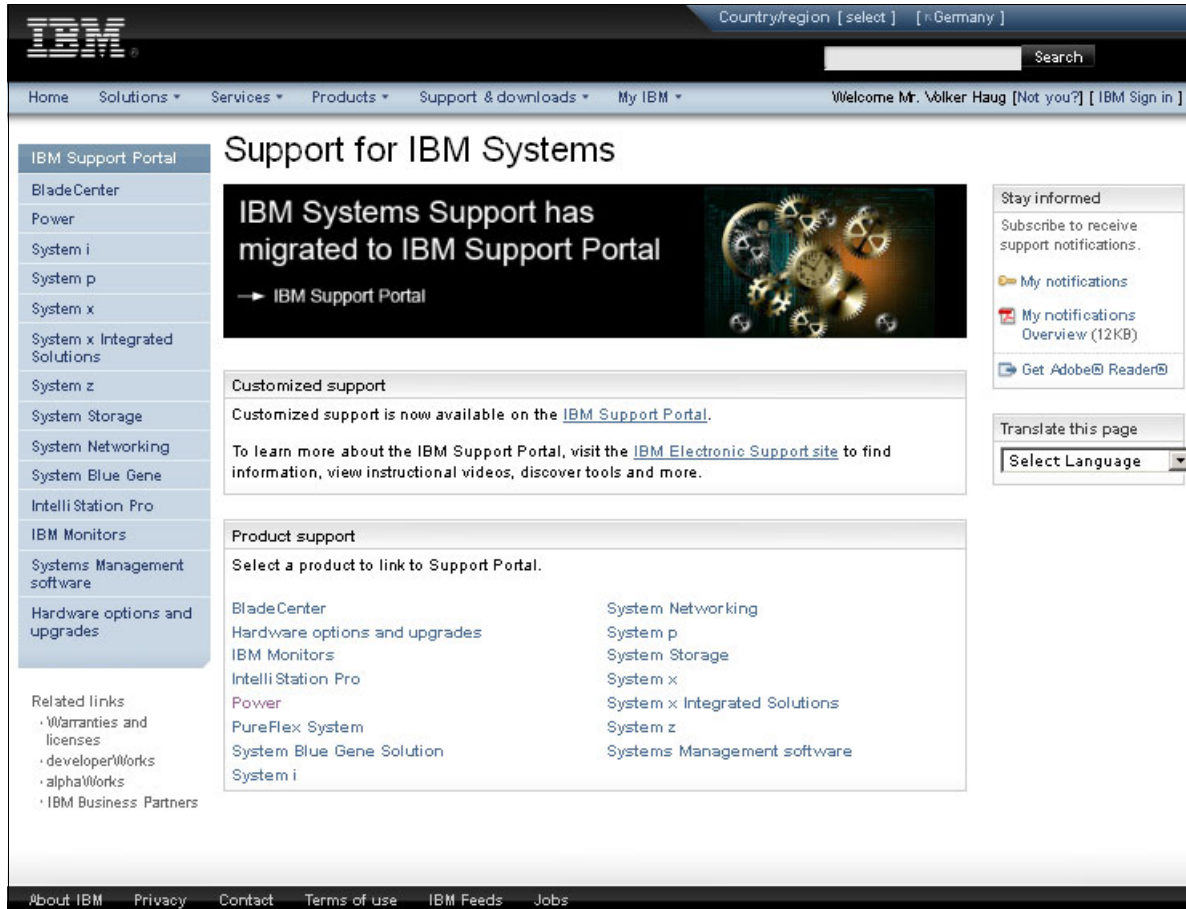 Country/region [ select ] [ Germany ]
IBM®
Search
Home Solutions Services Products Support & downloads My IBM Welcome Mr. Volker Haug [Not you?] [ IBM Sign in ]
IBM Support Portal
BladeCenter
Power
System i
System p
System x
System x Integrated
Solutions
System z
System Storage
System Networking
System Blue Gene
IntelliStation Pro
IBM Monitors
Systems Management
software
Hardware options and
upgrades
Related links
· Warranties and
licenses
· developerWorks
· alphaWorks
· IBM Business Partners
Support for IBM Systems
IBM Systems Support has
migrated to IBM Support Portal
→ IBM Support Portal
Customized support
Customized support is now available on the IBM Support Portal.
To learn more about the IBM Support Portal, visit the IBM Electronic Support site to find
information, view instructional videos, discover tools and more.
Product support
Select a product to link to Support Portal.
BladeCenter
Hardware options and upgrades
IBM Monitors
IntelliStation Pro
Power
PureFlex System
System Blue Gene Solution
System i
System Networking
System p
System Storage
System x
System x Integrated Solutions
System z
Systems Management software
Stay informed
Subscribe to receive
support notifications.
My notifications
My notifications
Overview (12KB)
Get Adobe® Reader®
Translate this page
Select Language
About IBM Privacy Contact Terms of use IBM Feeds Jobs